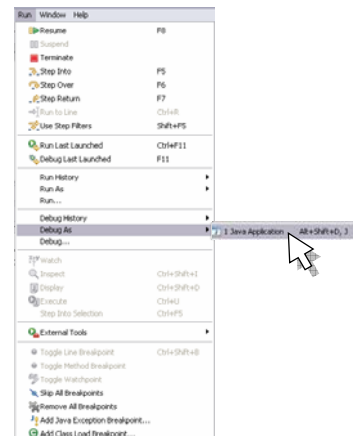 Run Window Help
Resume F8
Suspend
Terminate
Step Into F5
Step Over F6
Step Return F7
Run to Line Ctrl+R
Use Step Filters Shift+F5
Run Last Launched Ctrl+F11
Debug Last Launched F11
Run History
Run As
Run...
Debug History
Debug As
1 Java Application Alt+Shift+D, J
Debug...
Watch
Inspect Ctrl+Shift+I
Display Ctrl+Shift+D
Execute Ctrl+U
Step Into Selection Ctrl+F5
External Tools
Toggle Line Breakpoint Ctrl+Shift+B
Toggle Method Breakpoint
Toggle Watchpoint
Skip All Breakpoints
Remove All Breakpoints
Add Java Exception Breakpoint...
Add Class Load Breakpoint...